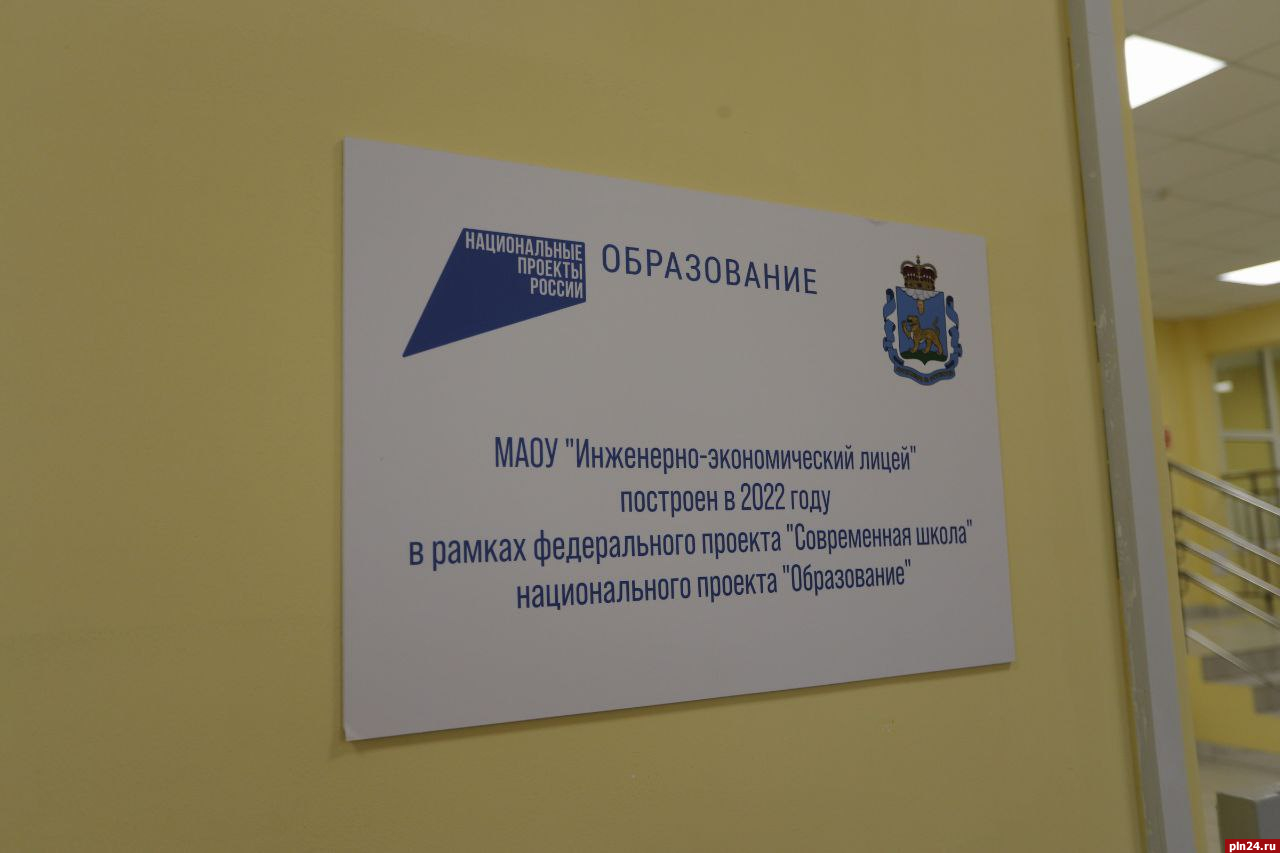 НАЦИОНАЛЬНЫЕ
ПРОЕКТЫ
РОССИИ
ОБРАЗОВАНИЕ
МАОУ "Инженерно-экономический лицей"
построен в 2022 году
в рамках федерального проекта "Современная школа"
национального проекта "Образование"
pln24.ru